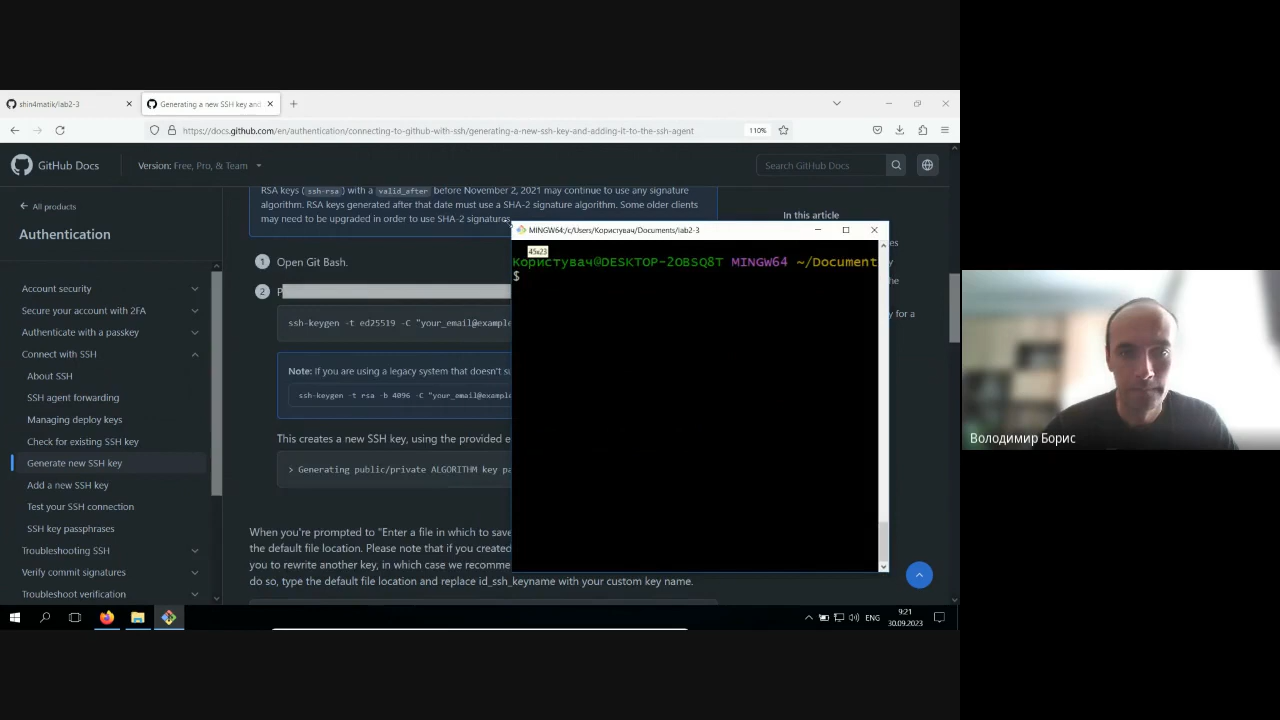 shin4matik/lab2-3
Generating a new SSH key and
https://docs.github.com/en/authentication/connecting-to-github-with-ssh/generating-a-new-ssh-key-and-adding-it-to-the-ssh-agent
110%
GitHub Docs
Version: Free, Pro, & Team
Search GitHub Docs
All products
Authentication
Account security
Secure your account with 2FA
Authenticate with a passkey
Connect with SSH
About SSH
SSH agent forwarding
Managing deploy keys
Check for existing SSH key
Generate new SSH key
Add a new SSH key
Test your SSH connection
SSH key passphrases
Troubleshooting SSH
Verify commit signatures
Troubleshoot verification
RSA keys (ssh-rsa) with a valid_after before November 2, 2021 may continue to use any signature
algorithm. RSA keys generated after that date must use a SHA-2 signature algorithm. Some older clients
may need to be upgraded in order to use SHA-2 signatures.
1 Open Git Bash.
2 P
ssh-keygen -t ed25519 -C "your_email@example
Note: If you are using a legacy system that doesn't su
ssh-keygen -t rsa -b 4096 -C "your_email@example
This creates a new SSH key, using the provided e
> Generating public/private ALGORITHM key pa
When you're prompted to "Enter a file in which to save
the default file location. Please note that if you created
you to rewrite another key, in which case we recomme
do so, type the default file location and replace id_ssh_keyname with your custom key name.
In this article
es
e
he
y for a
MINGW64:/c/Users/Користувач/Documents/lab2-3
45x23
Користувач@DESKTOP-2OBSQ8T MINGW64 ~/Document
$
ENG
9:21
30.09.2023
Володимир Борис